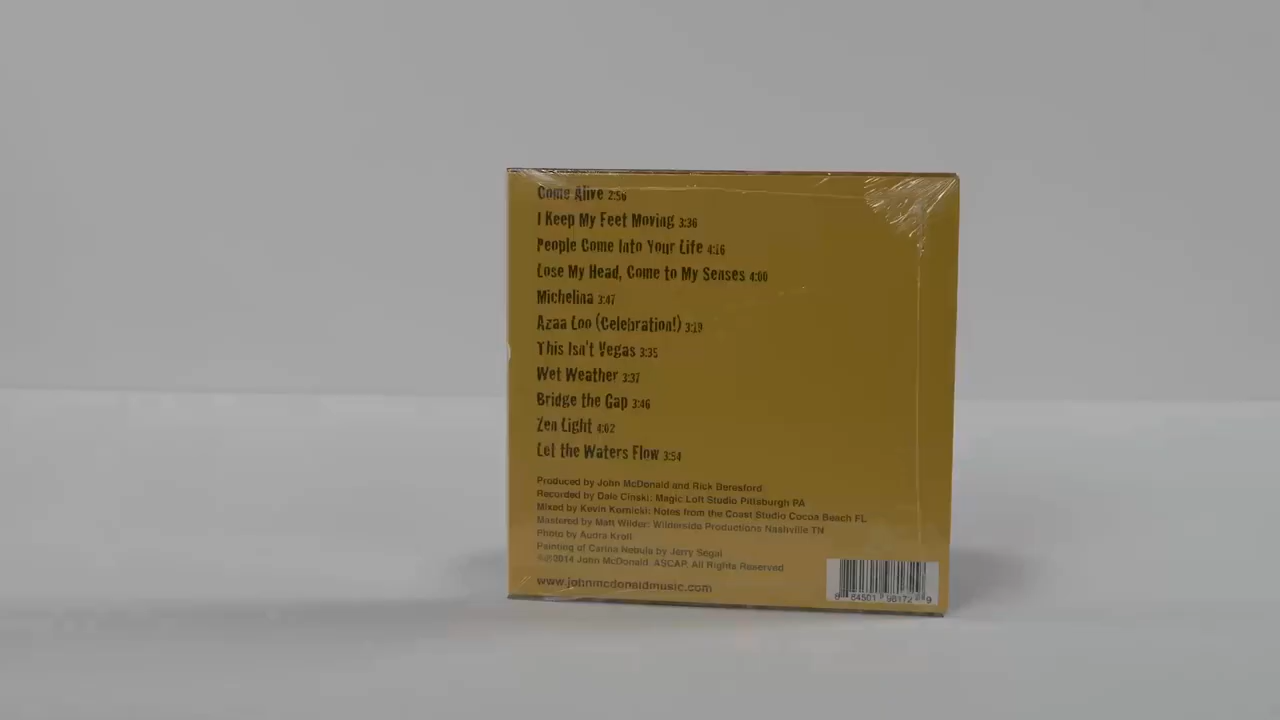 Come Alive 2:56
I Keep My Feet Moving 3:36
People Come Into Your Life 4:16
Lose My Head, Come to My Senses 4:00
Michelina 3:47
Azaa Loo (Celebration!) 3:19
This Isn't Vegas 3:35
Wet Weather 3:37
Bridge the Gap 3:46
Zen Light 4:02
Let the Waters Flow 3:54
Produced by John McDonald and Rick Beresford
Recorded by Dale Cinski: Magic Loft Studio Pittsburgh PA
Mixed by Kevin Kornicki: Notes from the Coast Studio Cocoa Beach FL
Mastered by Matt Wilder: Wilderside Productions Nashville TN
Photo by Audra Kroll
Painting of Carina Nebula by Jerry Segal
©℗2014 John McDonald. ASCAP. All Rights Reserved
www.johnmcdonaldmusic.com